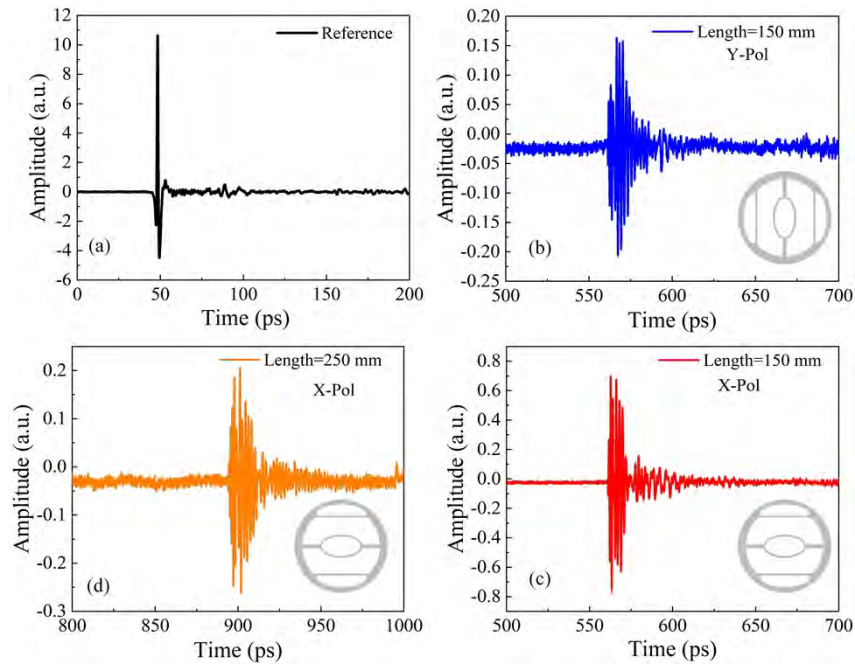 12
10
8
6
4
2
0
-2
-4
-6
Amplitude (a.u.)
Reference
(a)
0 50 100 150 200
Time (ps)
0.20
0.15
0.10
0.05
0.00
-0.05
-0.10
-0.15
-0.20
-0.25
Amplitude (a.u.)
Length=150 mm
Y-Pol
(b)
500 550 600 650 700
Time (ps)
0.2
0.1
0.0
-0.1
-0.2
-0.3
Amplitude (a.u.)
Length=250 mm
X-Pol
(d)
800 850 900 950 1000
Time (ps)
0.8
0.6
0.4
0.2
0.0
-0.2
-0.4
-0.6
-0.8
Amplitude (a.u.)
Length=150 mm
X-Pol
(c)
500 550 600 650 700
Time (ps)